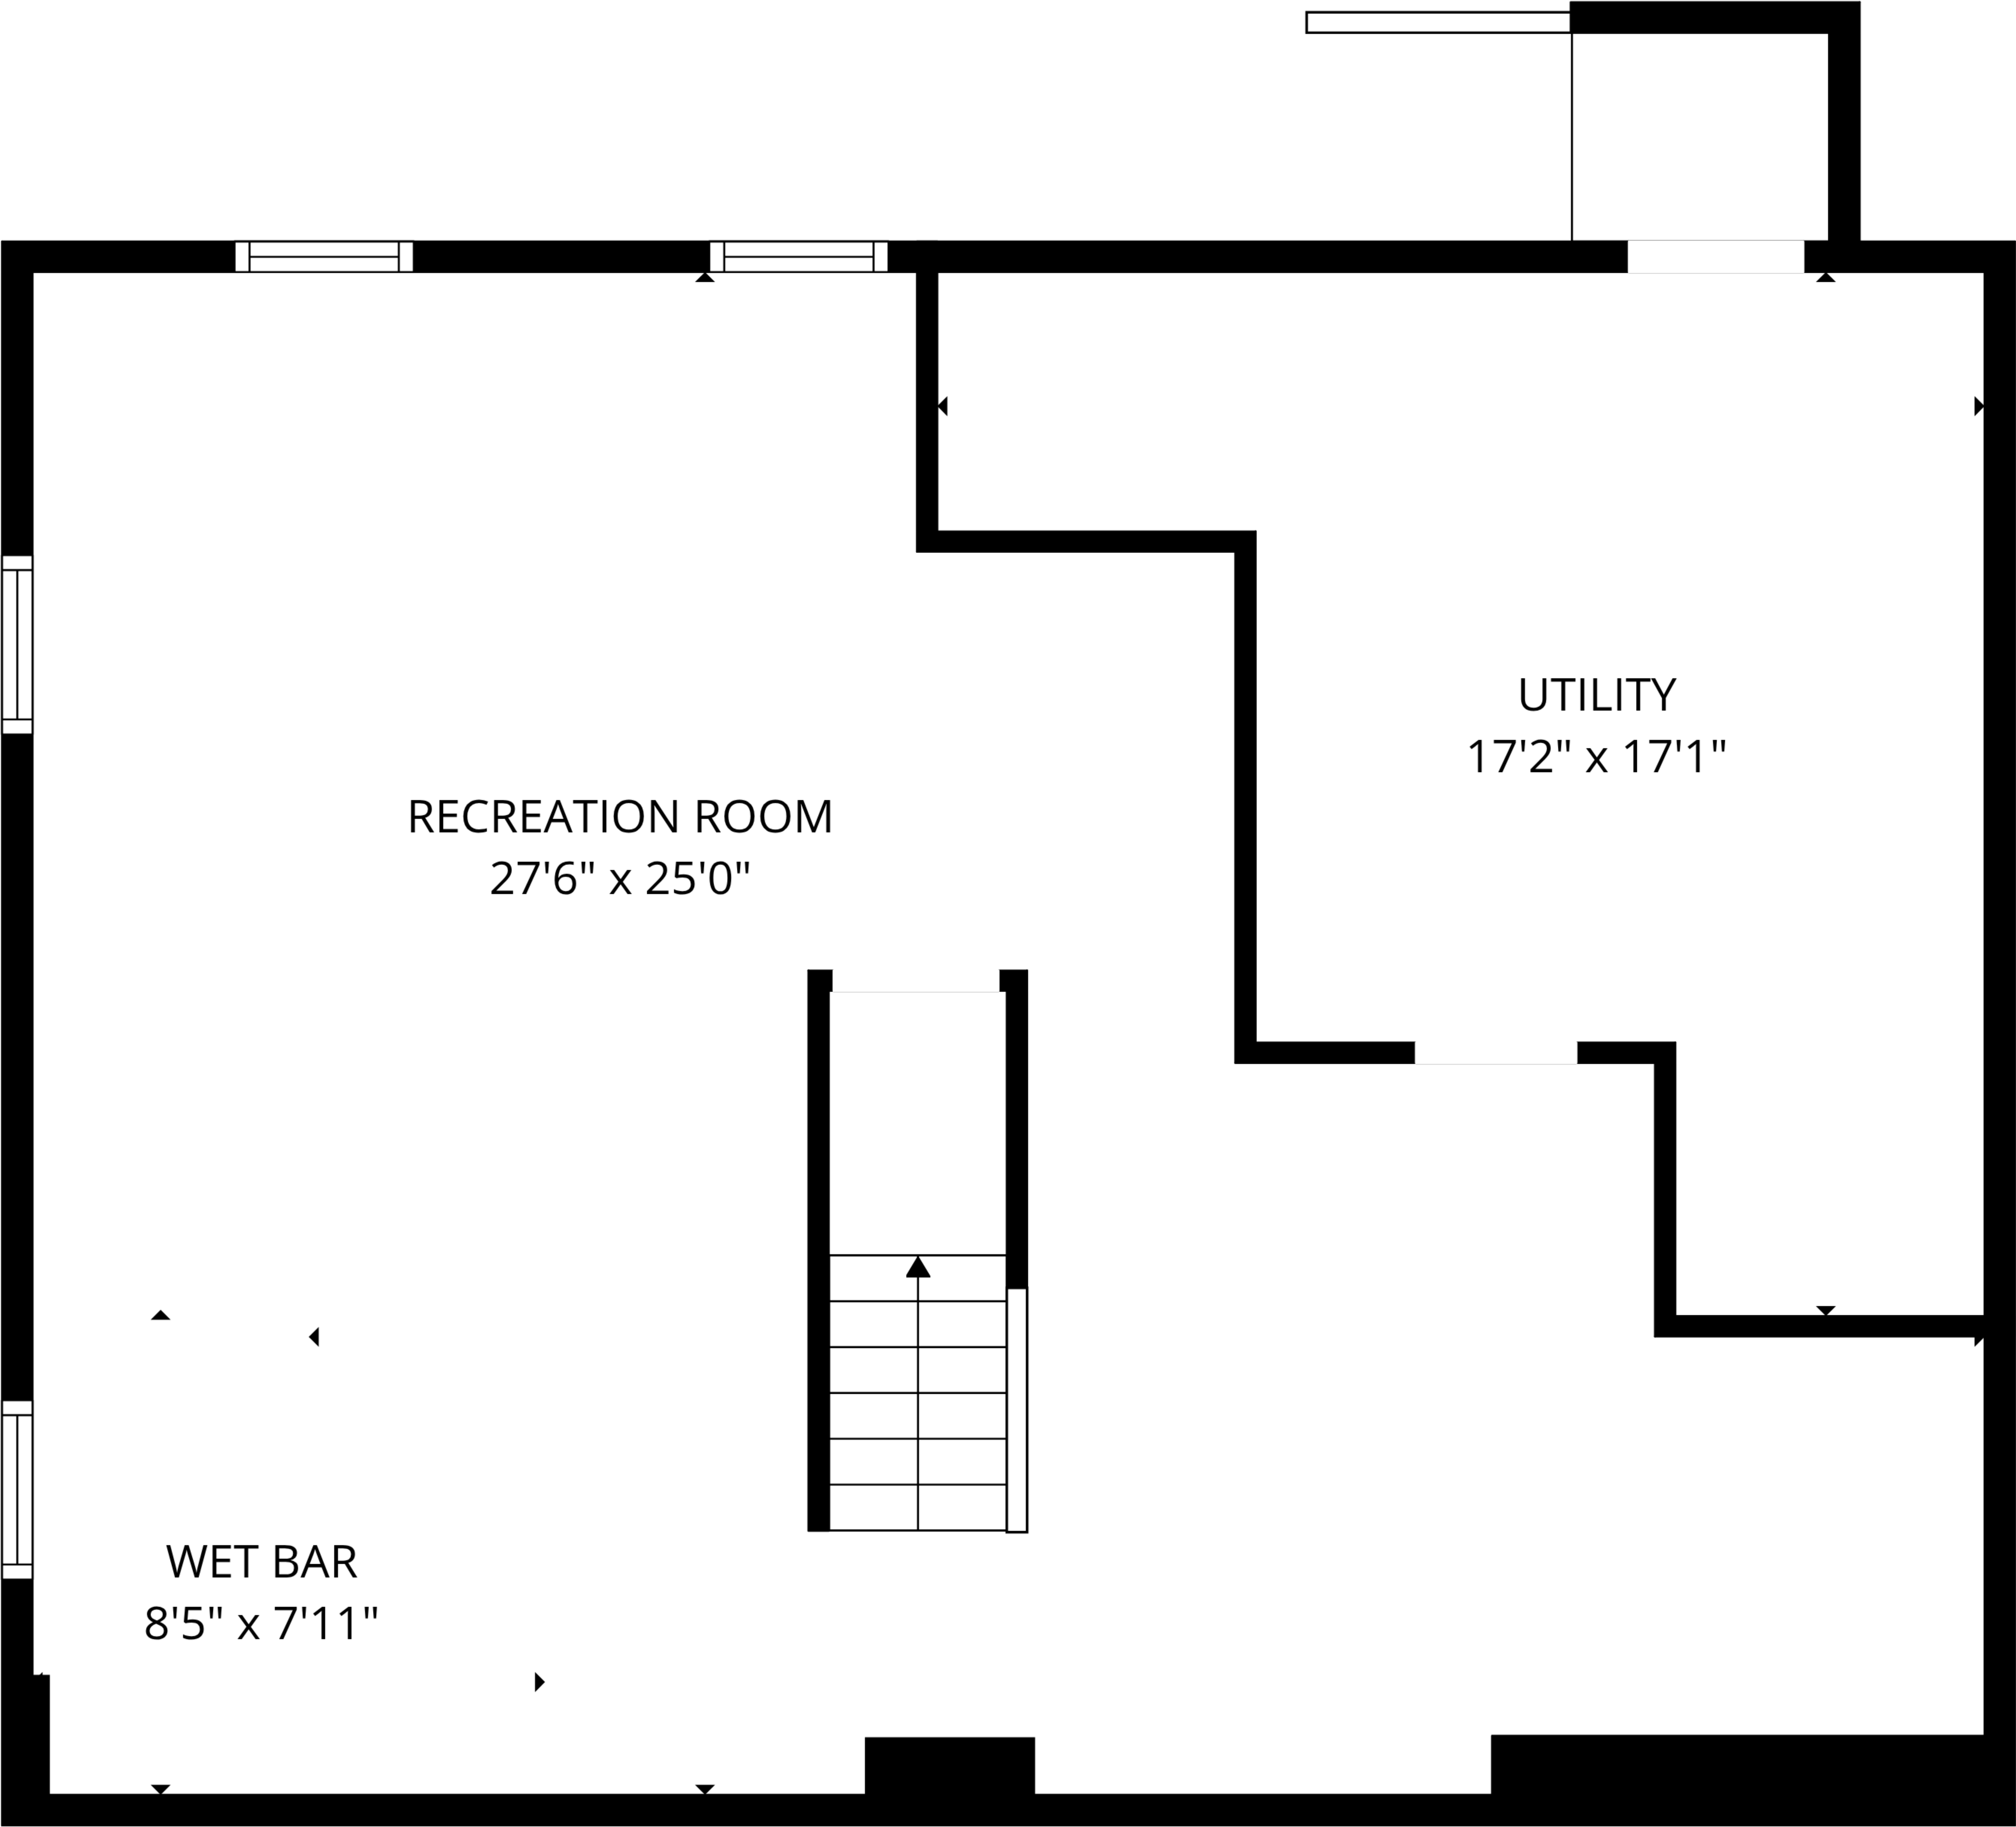 UTILITY
17'2" x 17'1"
RECREATION ROOM
27'6" x 25'0"
WET BAR
8'5" x 7'11"